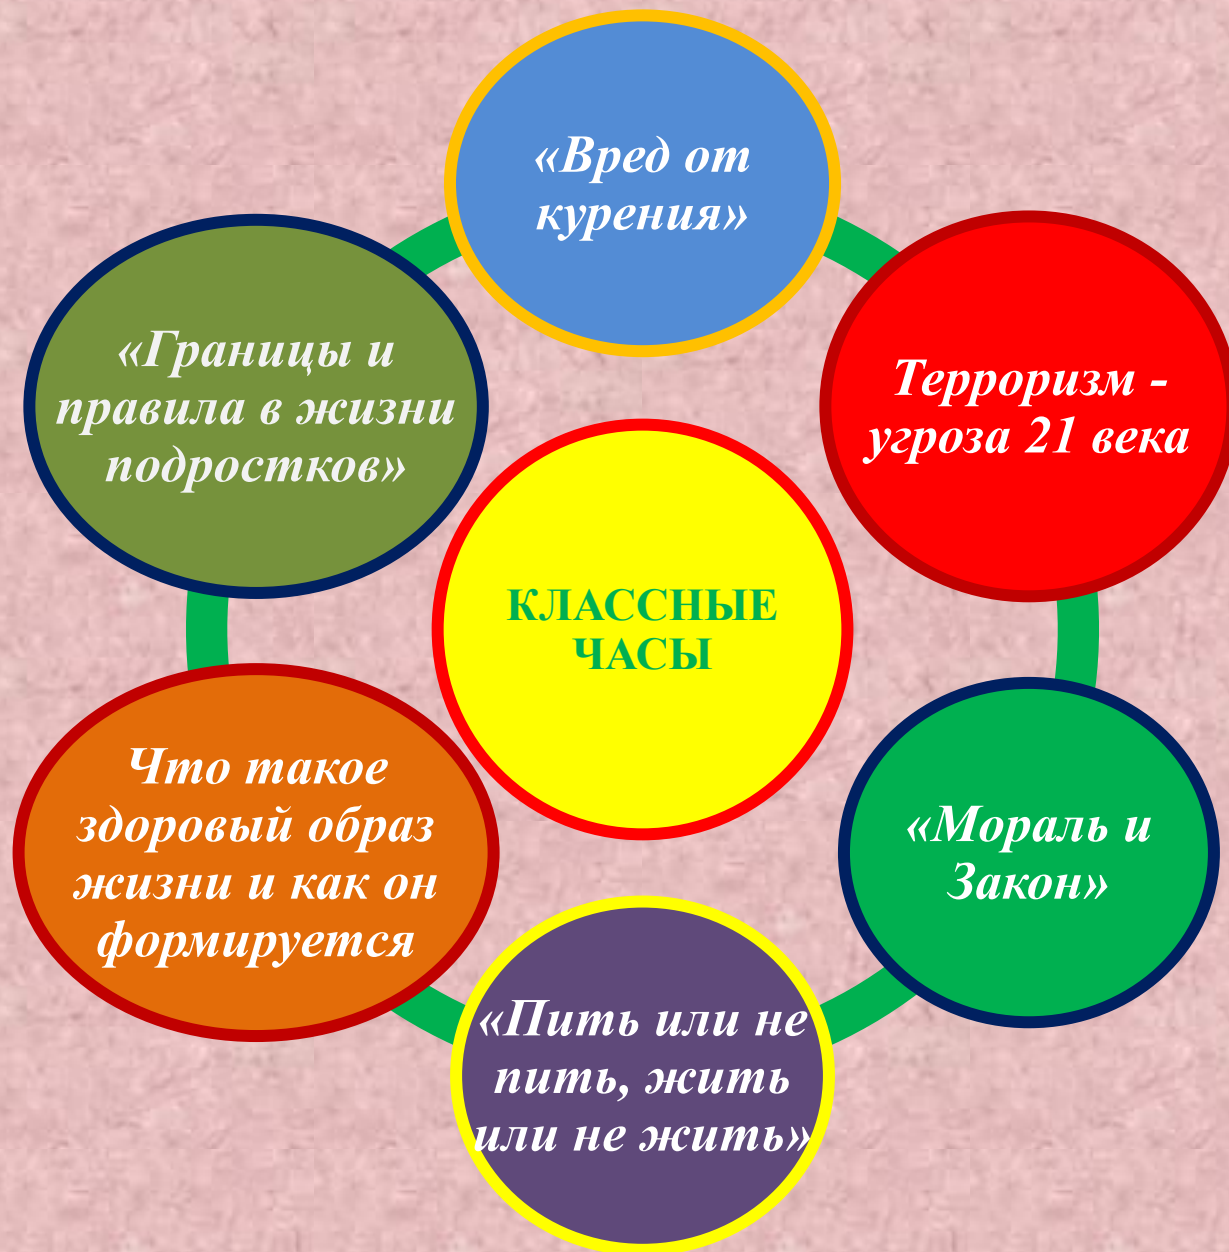 «Вред от
курения»
Терроризм -
угроза 21 века
«Мораль и
Закон»
«Пить или не
пить, жить
или не жить»
Что такое
здоровый образ
жизни и как он
формируется
«Границы и
правила в жизни
подростков»
КЛАССНЫЕ
ЧАСЫ